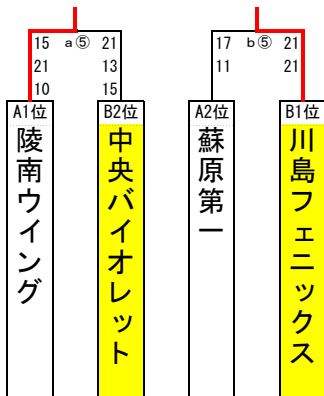 15 a⑤ 21
21 13
10 15
17 b⑤ 21
11 21
A1位
陵南ウイング
B2位
中央バイオレット
A2位
蘇原第一
B1位
川島フェニックス